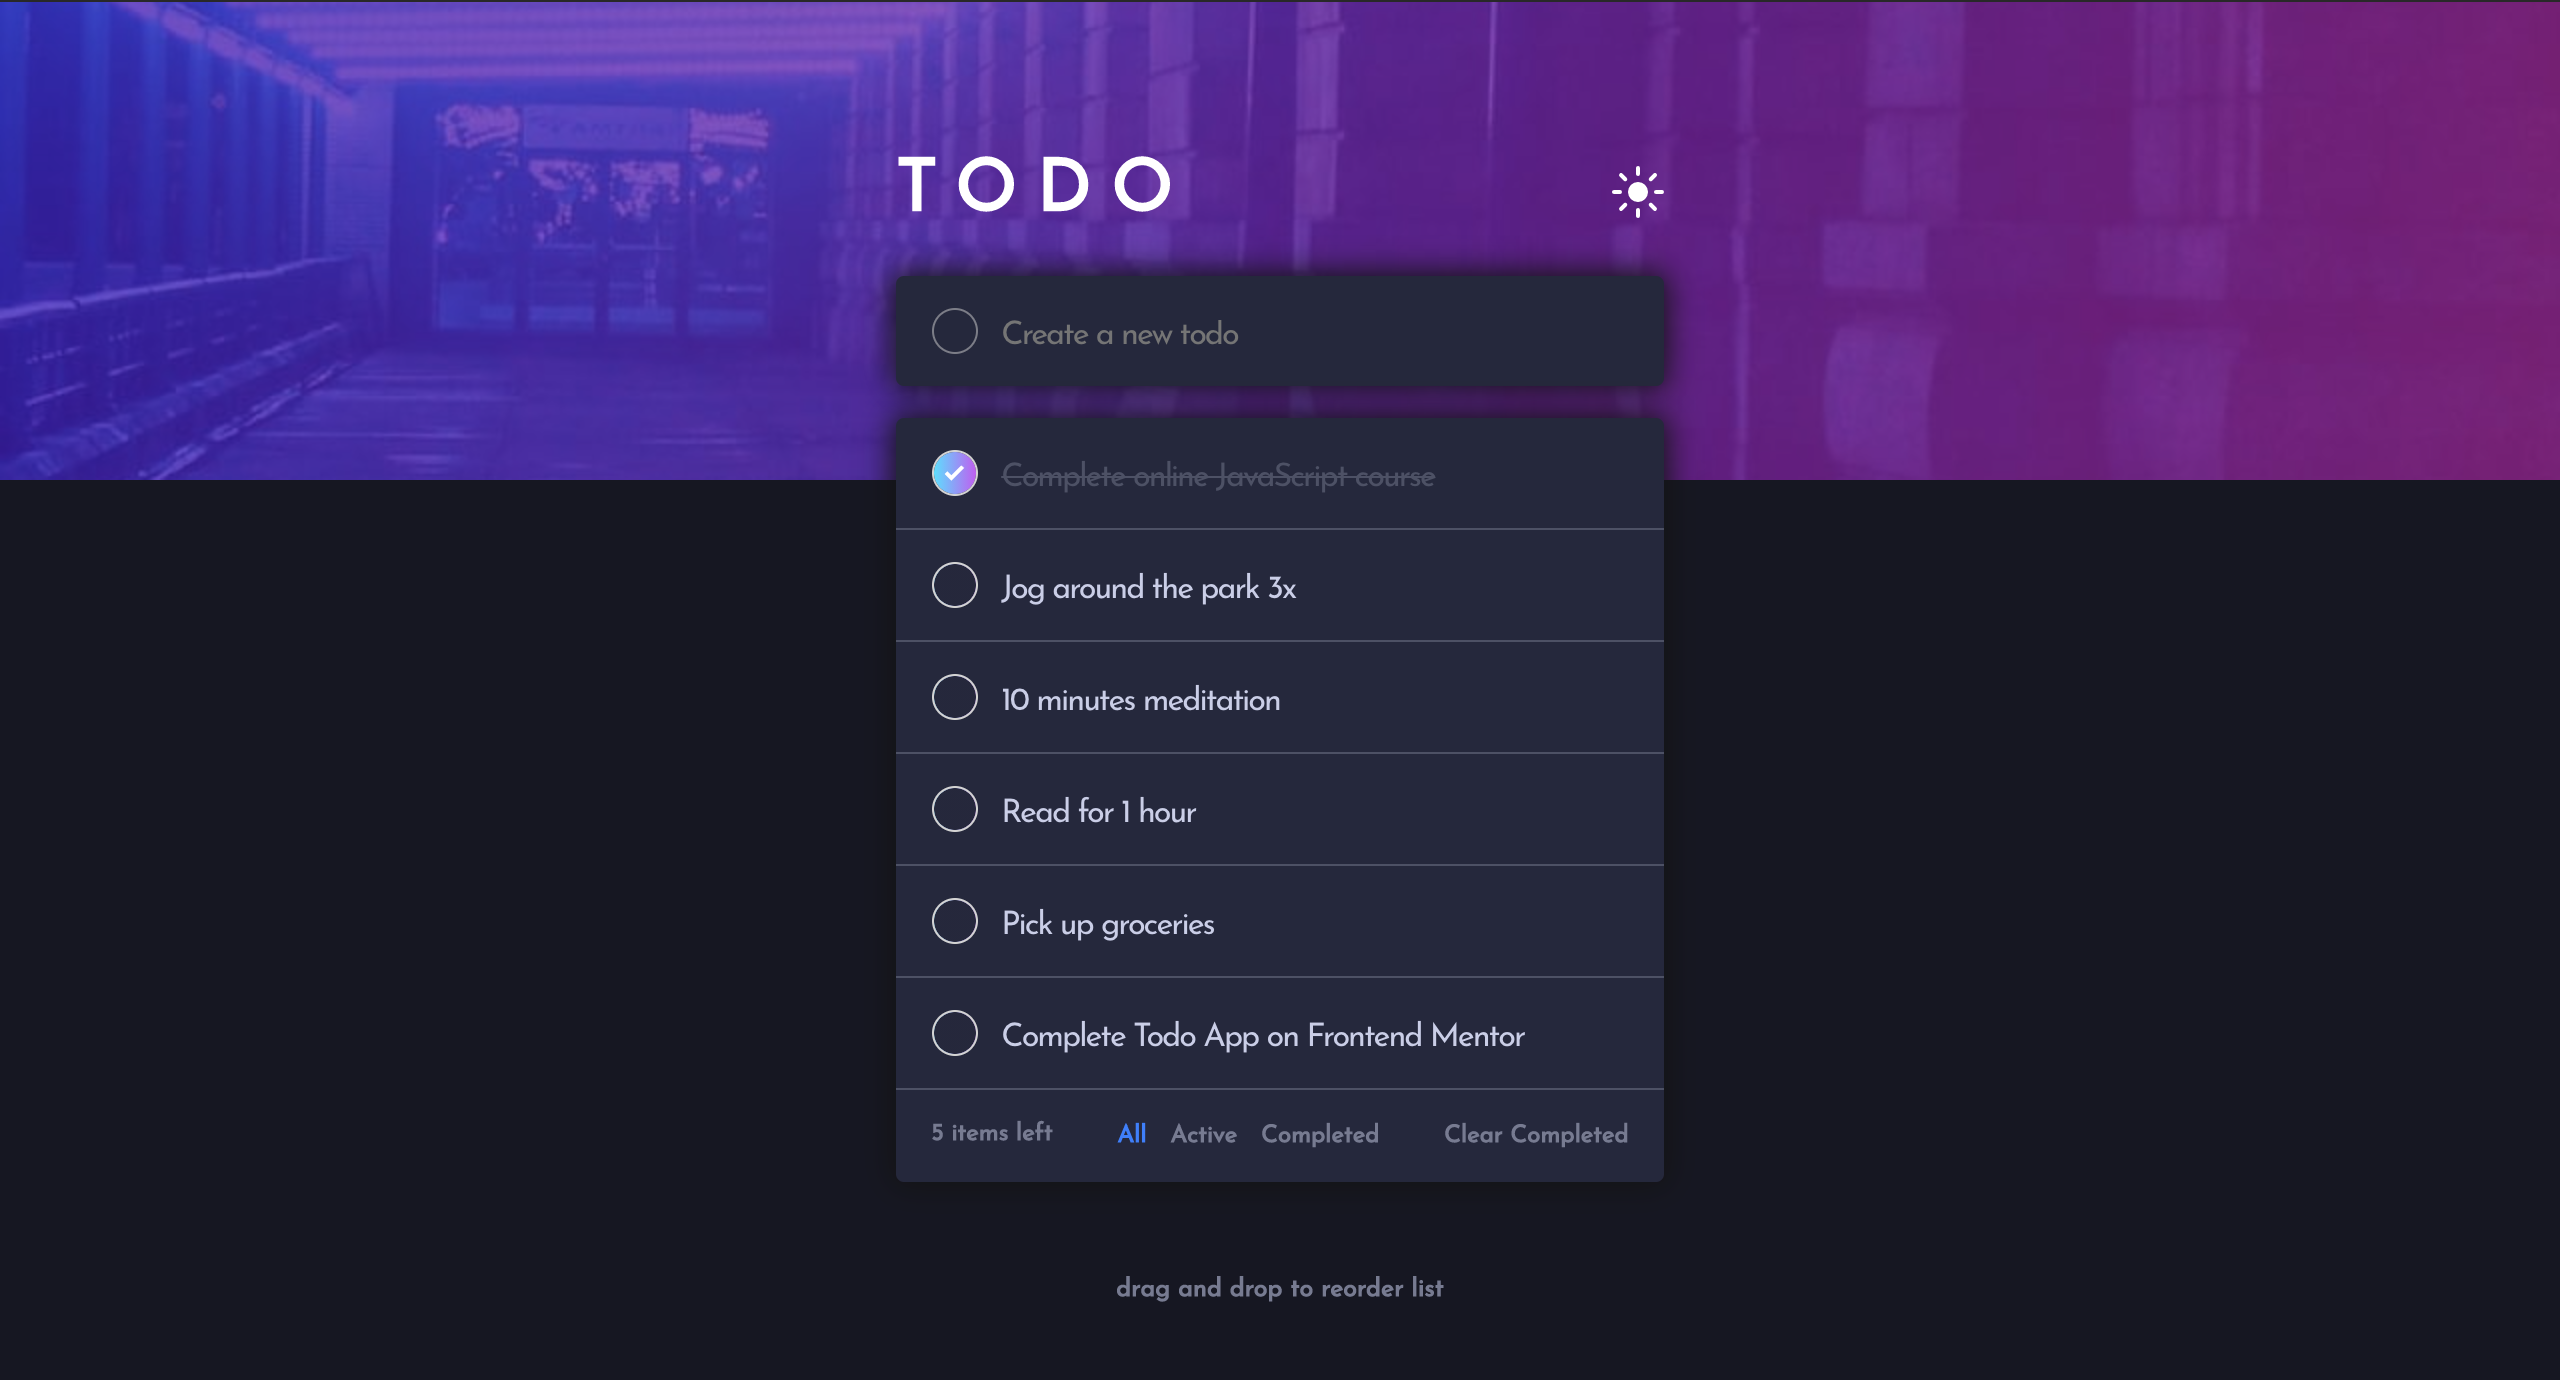 TODO
Create a new todo
Complete online JavaScript course
Jog around the park 3x
10 minutes meditation
Read for 1 hour
Pick up groceries
Complete Todo App on Frontend Mentor
5 items left All Active Completed Clear Completed
drag and drop to reorder list